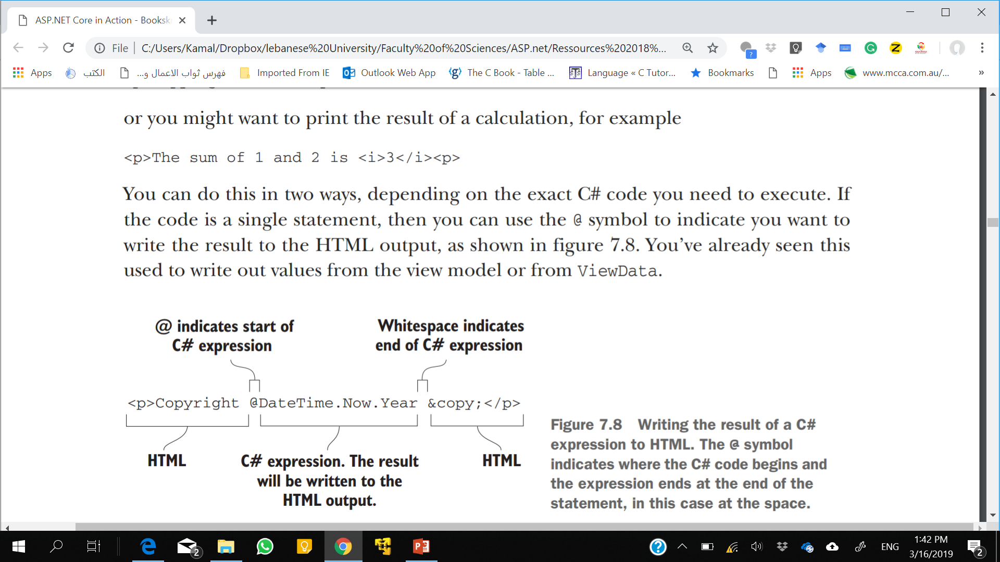 ASP.NET Core in Action - Booksk
File
C:/Users/Kamal/Dropbox/lebanese%20University/Faculty%20of%20Sciences/ASP.net/Ressources%202018%...
Apps الكتب فهرس ثواب الاعمال و... Imported From IE Outlook Web App The C Book - Table ... Language « C Tutor... Bookmarks Apps www.mcca.com.au/... »
or you might want to print the result of a calculation, for example
<p>The sum of 1 and 2 is <i>3</i><p>
You can do this in two ways, depending on the exact C# code you need to execute. If
the code is a single statement, then you can use the @ symbol to indicate you want to
write the result to the HTML output, as shown in figure 7.8. You’ve already seen this
used to write out values from the view model or from ViewData.
@ indicates start of
C# expression
Whitespace indicates
end of C# expression
<p>Copyright @DateTime.Now.Year &copy;</p>
HTML
C# expression. The result
will be written to the
HTML output.
HTML
Figure 7.8 Writing the result of a C#
expression to HTML. The @ symbol
indicates where the C# code begins and
the expression ends at the end of the
statement, in this case at the space.
2
ENG
1:42 PM
3/16/2019
2